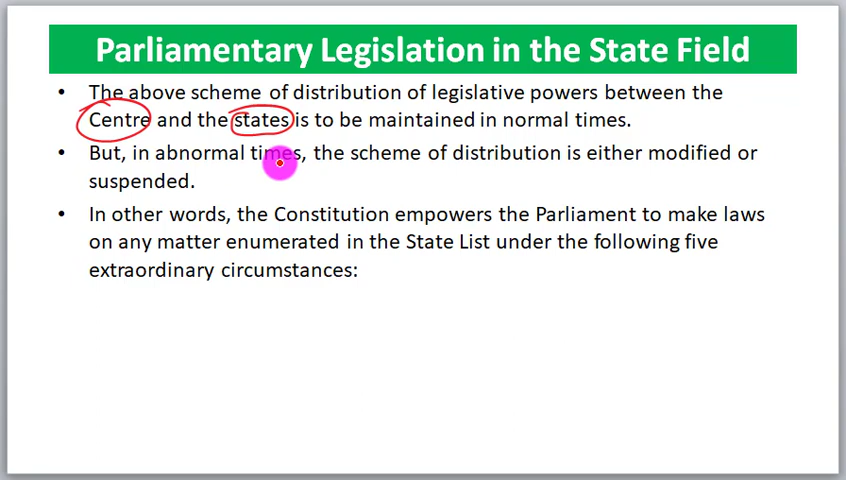 Parliamentary Legislation in the State Field
• The above scheme of distribution of legislative powers between the
Centre and the states is to be maintained in normal times.
• But, in abnormal times, the scheme of distribution is either modified or
suspended.
• In other words, the Constitution empowers the Parliament to make laws
on any matter enumerated in the State List under the following five
extraordinary circumstances: